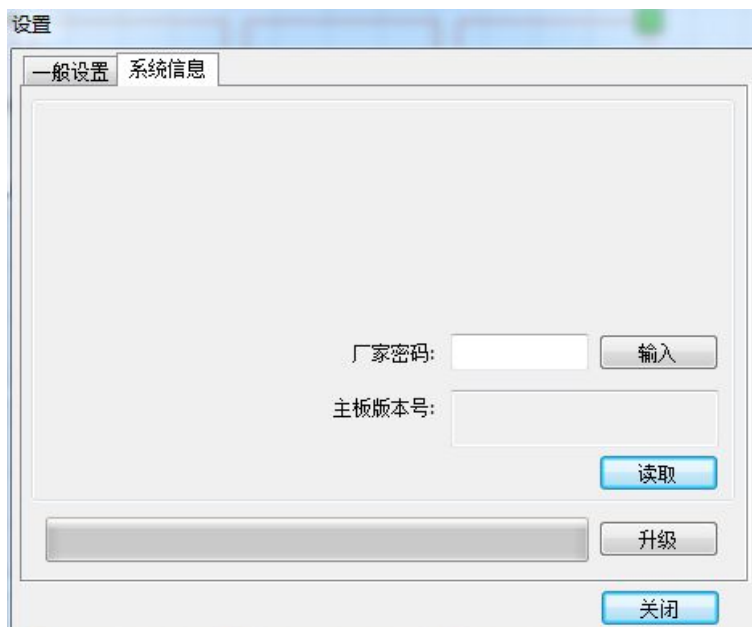 设置
一般设置 系统信息
厂家密码: 输入
主板版本号:
读取
升级
关闭